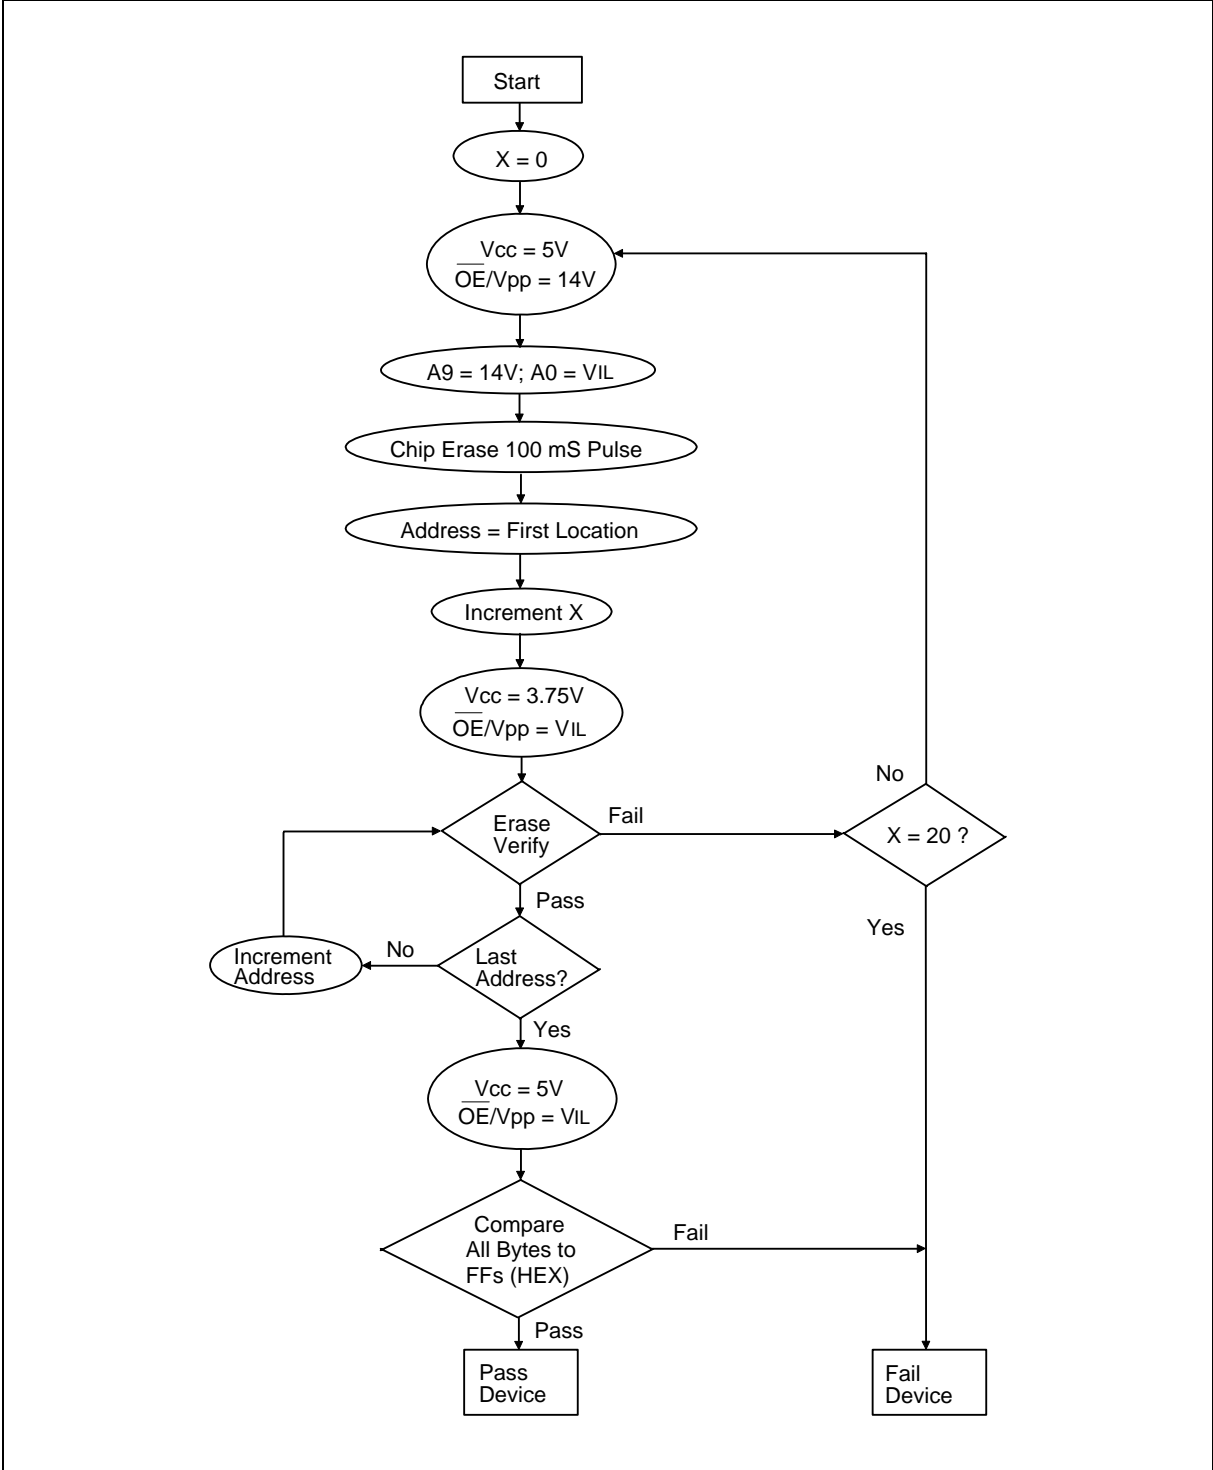 Start
X = 0
Vcc = 5V
OE/Vpp = 14V
A9 = 14V; A0 = VIL
Chip Erase 100 mS Pulse
Address = First Location
Increment X
Vcc = 3.75V
OE/Vpp = VIL
No
Erase
Verify
Fail
X = 20 ?
Pass
Yes
Increment
Address
No
Last
Address?
Yes
Vcc = 5V
OE/Vpp = VIL
Compare
All Bytes to
FFs (HEX)
Fail
Pass
Pass
Device
Fail
Device